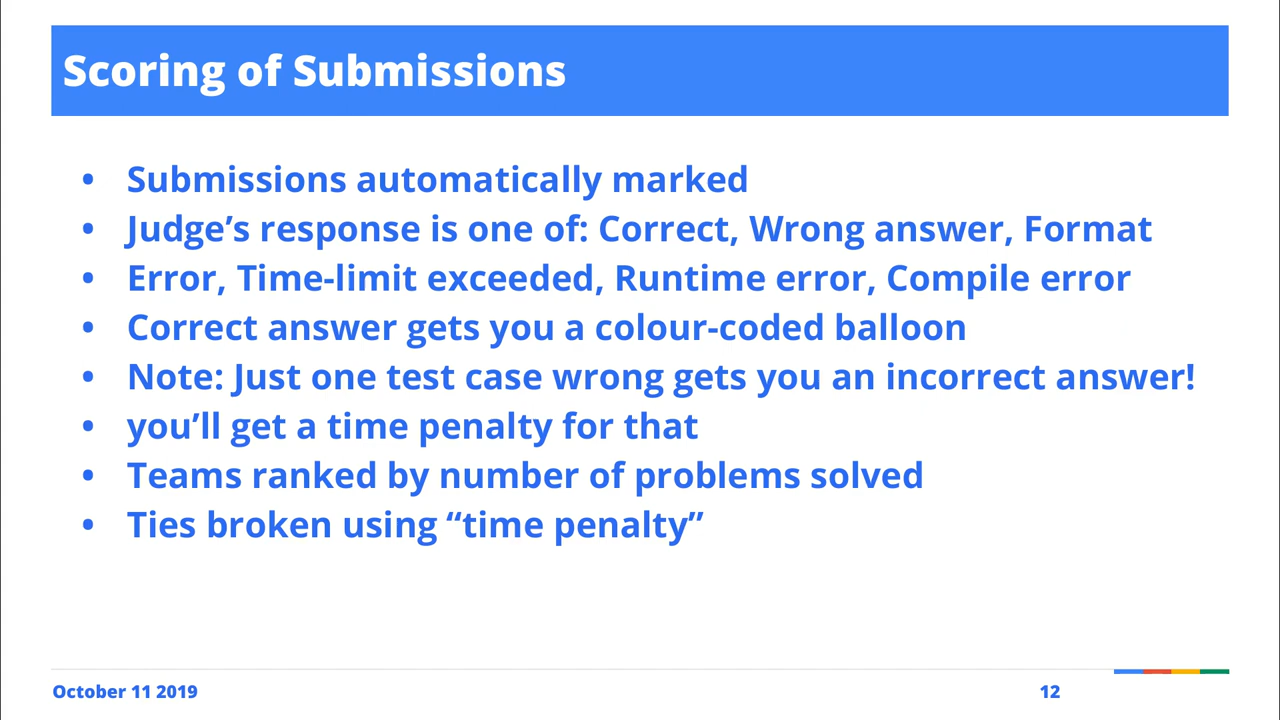 Scoring of Submissions
• Submissions automatically marked
• Judge’s response is one of: Correct, Wrong answer, Format
• Error, Time-limit exceeded, Runtime error, Compile error
• Correct answer gets you a colour-coded balloon
• Note: Just one test case wrong gets you an incorrect answer!
• you’ll get a time penalty for that
• Teams ranked by number of problems solved
• Ties broken using “time penalty”
October 11 2019
12